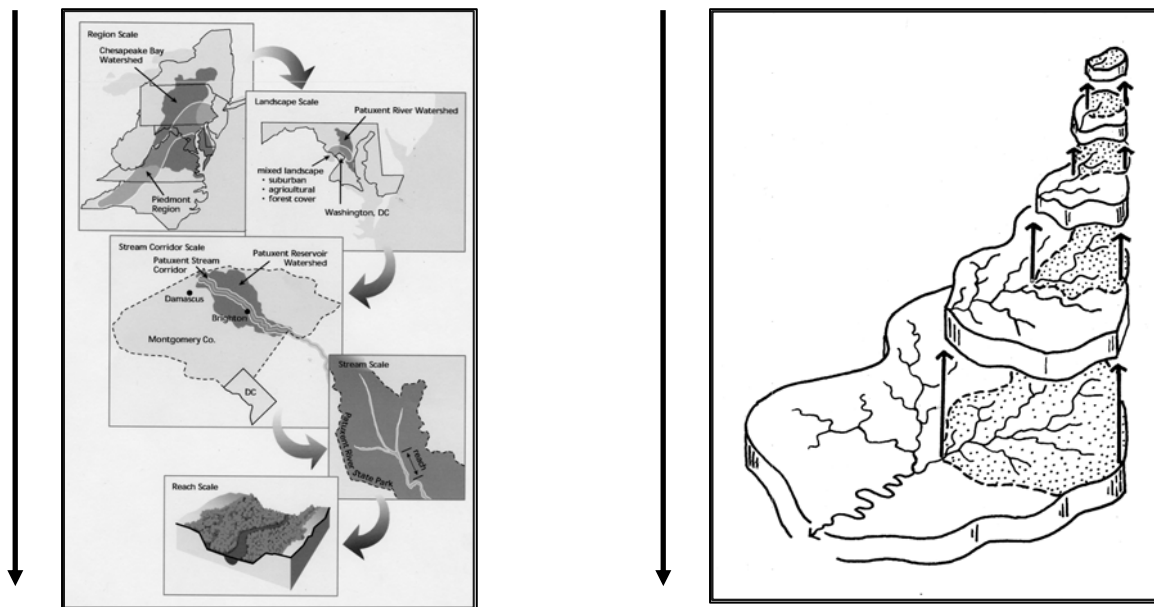 Region Scale
Chesapeake Bay
Watershed
Piedmont
Region
Landscape Scale
Patuxent River Watershed
mixed landscape
• suburban
• agricultural
• forest cover
Washington, DC
Stream Corridor Scale
Patuxent Stream
Corridor
Patuxent Reservoir
Watershed
Damascus
Brighton
Montgomery Co.
DC
Stream Scale
Patuxent River State Park
reach
Reach Scale